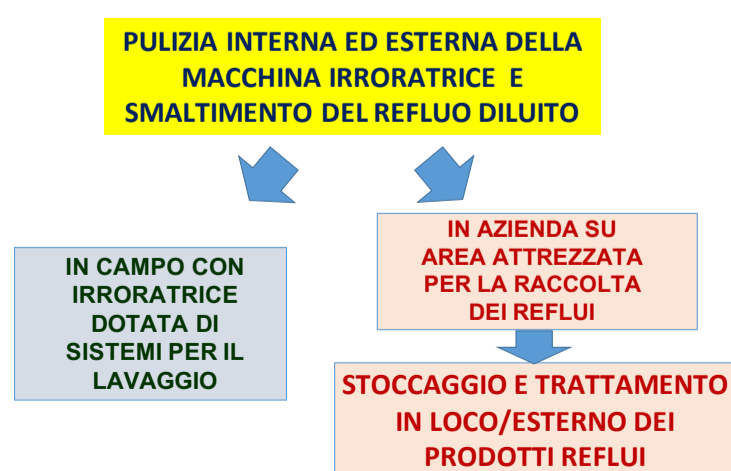 PULIZIA INTERNA ED ESTERNA DELLA
MACCHINA IRRORATRICE E
SMALTIMENTO DEL REFLUO DILUITO
IN CAMPO CON
IRRORATRICE
DOTATA DI
SISTEMI PER IL
LAVAGGIO
IN AZIENDA SU
AREA ATTREZZATA
PER LA RACCOLTA
DEI REFLUI
STOCCAGGIO E TRATTAMENTO
IN LOCO/ESTERNO DEI
PRODOTTI REFLUI